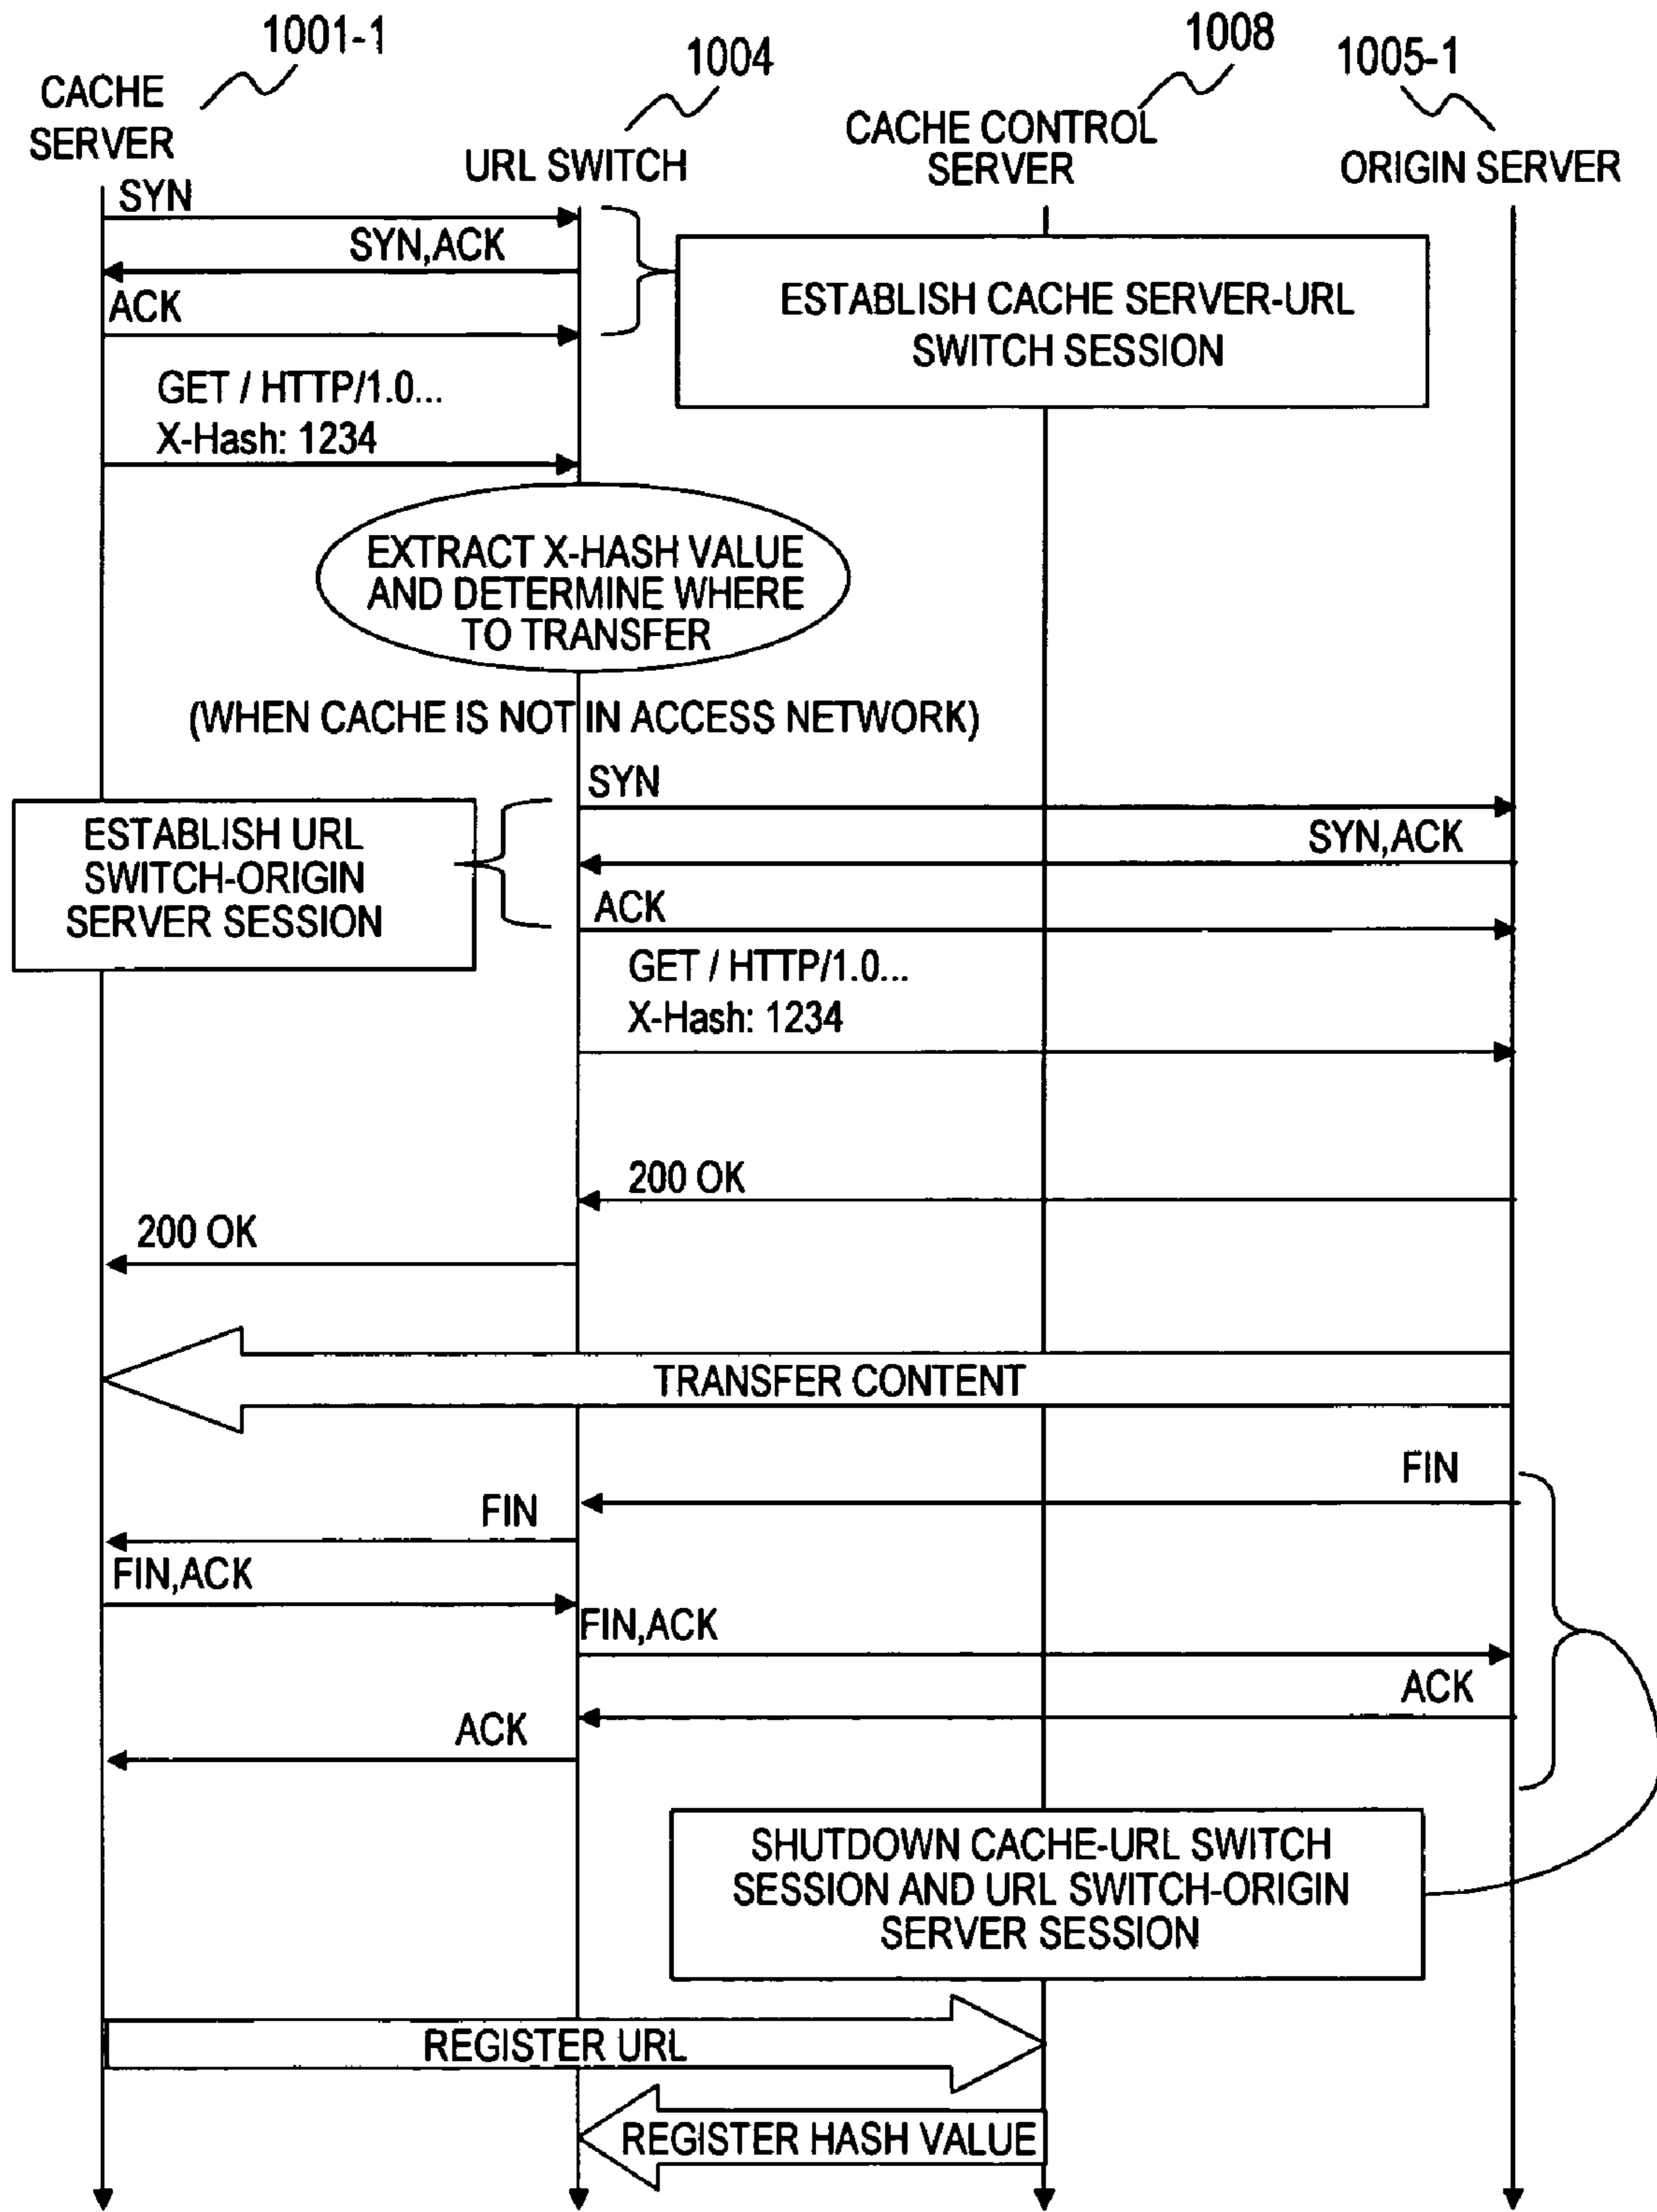 1001-1
1004
1008
1005-1
CACHE
SERVER
URL SWITCH
CACHE CONTROL
SERVER
ORIGIN SERVER
SYN
SYN,ACK
ACK
ESTABLISH CACHE SERVER-URL
SWITCH SESSION
GET / HTTP/1.0...
X-Hash: 1234
EXTRACT X-HASH VALUE
AND DETERMINE WHERE
TO TRANSFER
(WHEN CACHE IS NOT IN ACCESS NETWORK)
SYN
SYN,ACK
ESTABLISH URL
SWITCH-ORIGIN
SERVER SESSION
ACK
GET / HTTP/1.0...
X-Hash: 1234
200 OK
200 OK
TRANSFER CONTENT
FIN
FIN
FIN,ACK
FIN,ACK
ACK
ACK
SHUTDOWN CACHE-URL SWITCH
SESSION AND URL SWITCH-ORIGIN
SERVER SESSION
REGISTER URL
REGISTER HASH VALUE